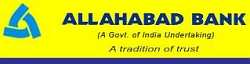 ALLAHABAD BANK
(A Govt. of India Undertaking)
A tradition of trust